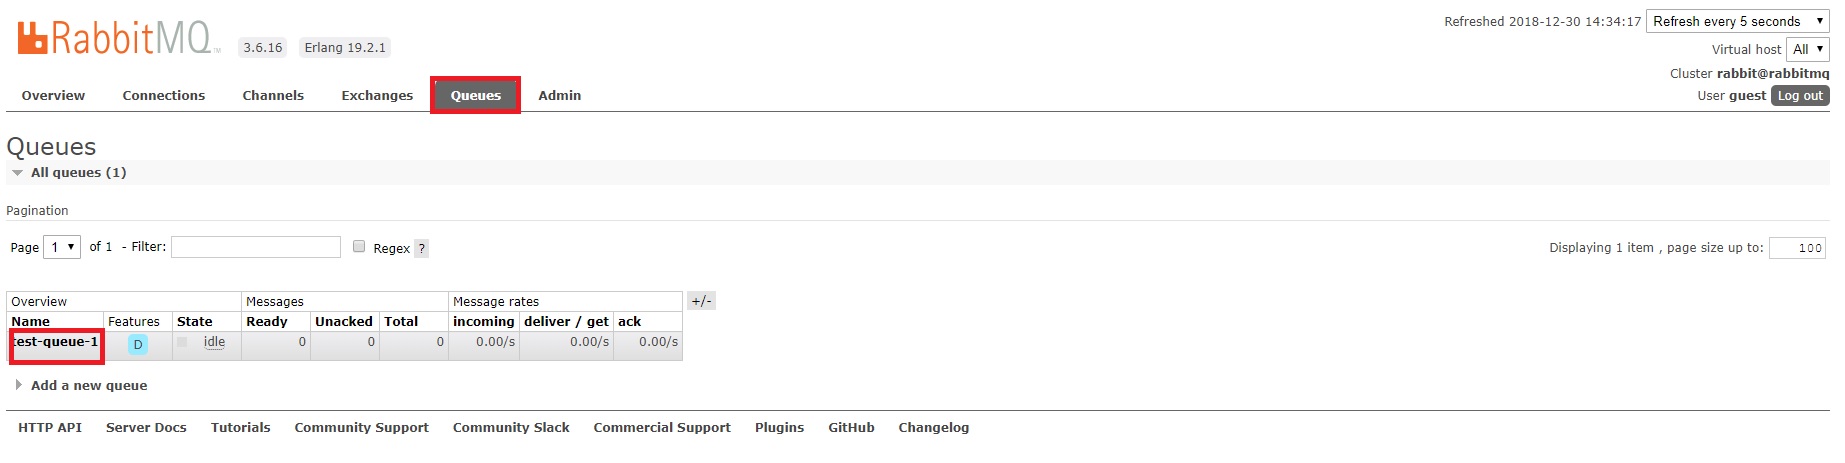 RabbitMQ™ 3.6.16 Erlang 19.2.1
Refreshed 2018-12-30 14:34:17 Refresh every 5 seconds
Virtual host All
Cluster rabbit@rabbitmq
User guest Log out
Overview Connections Channels Exchanges Queues Admin
Queues
All queues (1)
Pagination
Page 1 of 1 - Filter: Regex ? Displaying 1 item , page size up to: 100
Overview Messages Message rates +/-
Name Features State Ready Unacked Total incoming deliver / get ack
test-queue-1 D idle 0 0 0 0.00/s 0.00/s 0.00/s
Add a new queue
HTTP API Server Docs Tutorials Community Support Community Slack Commercial Support Plugins GitHub Changelog